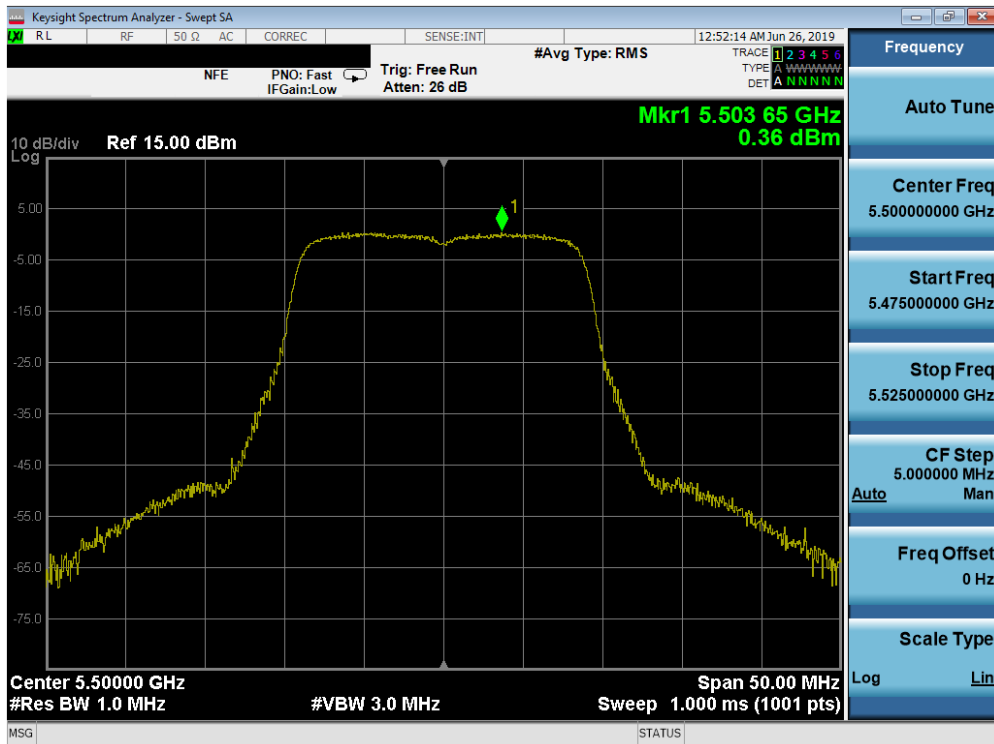 Keysight Spectrum Analyzer - Swept SA
LXI RL RF 50 Ω AC CORREC SENSE:INT 12:52:14 AM Jun 26, 2019
#Avg Type: RMS
TRACE 1 2 3 4 5 6
TYPE A W W W W W
DET A N N N N N
NFE
PNO: Fast
IFGain:Low
Trig: Free Run
Atten: 26 dB
Mkr1 5.503 65 GHz
0.36 dBm
10 dB/div
Log
Ref 15.00 dBm
1
5.00
-5.00
-15.0
-25.0
-35.0
-45.0
-55.0
-65.0
-75.0
Center 5.50000 GHz
Span 50.00 MHz
#Res BW 1.0 MHz
#VBW 3.0 MHz
Sweep 1.000 ms (1001 pts)
MSG
STATUS
Frequency
Auto Tune
Center Freq
5.500000000 GHz
Start Freq
5.475000000 GHz
Stop Freq
5.525000000 GHz
CF Step
5.000000 MHz
Auto Man
Freq Offset
0 Hz
Scale Type
Log Lin